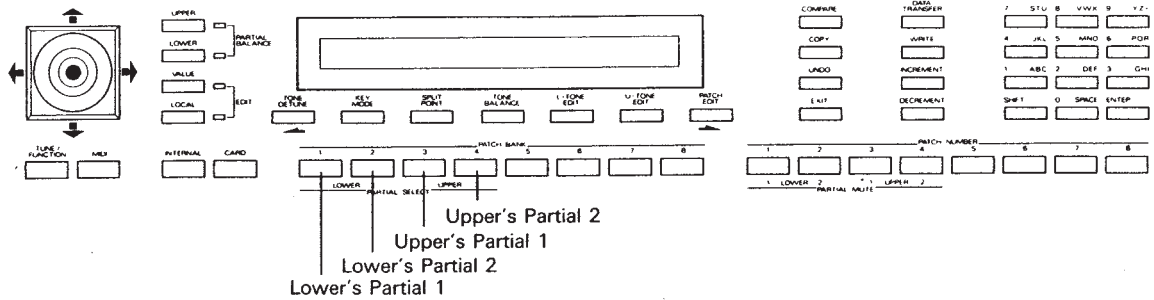 UPPER
LOWER
PARTIAL
BALANCE
VALUE
LOCAL
EDIT
TONE
DETUNE
KEY
MODE
SPLIT
POINT
TONE
BALANCE
L-TONE
EDIT
U-TONE
EDIT
PATCH
EDIT
COMPARE
DATA
TRANSFER
7 STU 8 VWX 9 YZ-
COPY
WRITE
4 JKL 5 MNO 6 PQR
UNDO
INCREMENT
1 ABC 2 DEF 3 GHI
EXIT
DECREMENT
SHIFT 0 SPACE ENTER
TUNE/
FUNCTION
MIDI
INTERNAL
CARD
PATCH BANK
1 2 3 4 5 6 7 8
LOWER UPPER
PARTIAL SELECT
PATCH NUMBER
1 2 3 4 5 6 7 8
1 LOWER 2 1 UPPER 2
PARTIAL MUTE
Upper's Partial 2
Upper's Partial 1
Lower's Partial 2
Lower's Partial 1